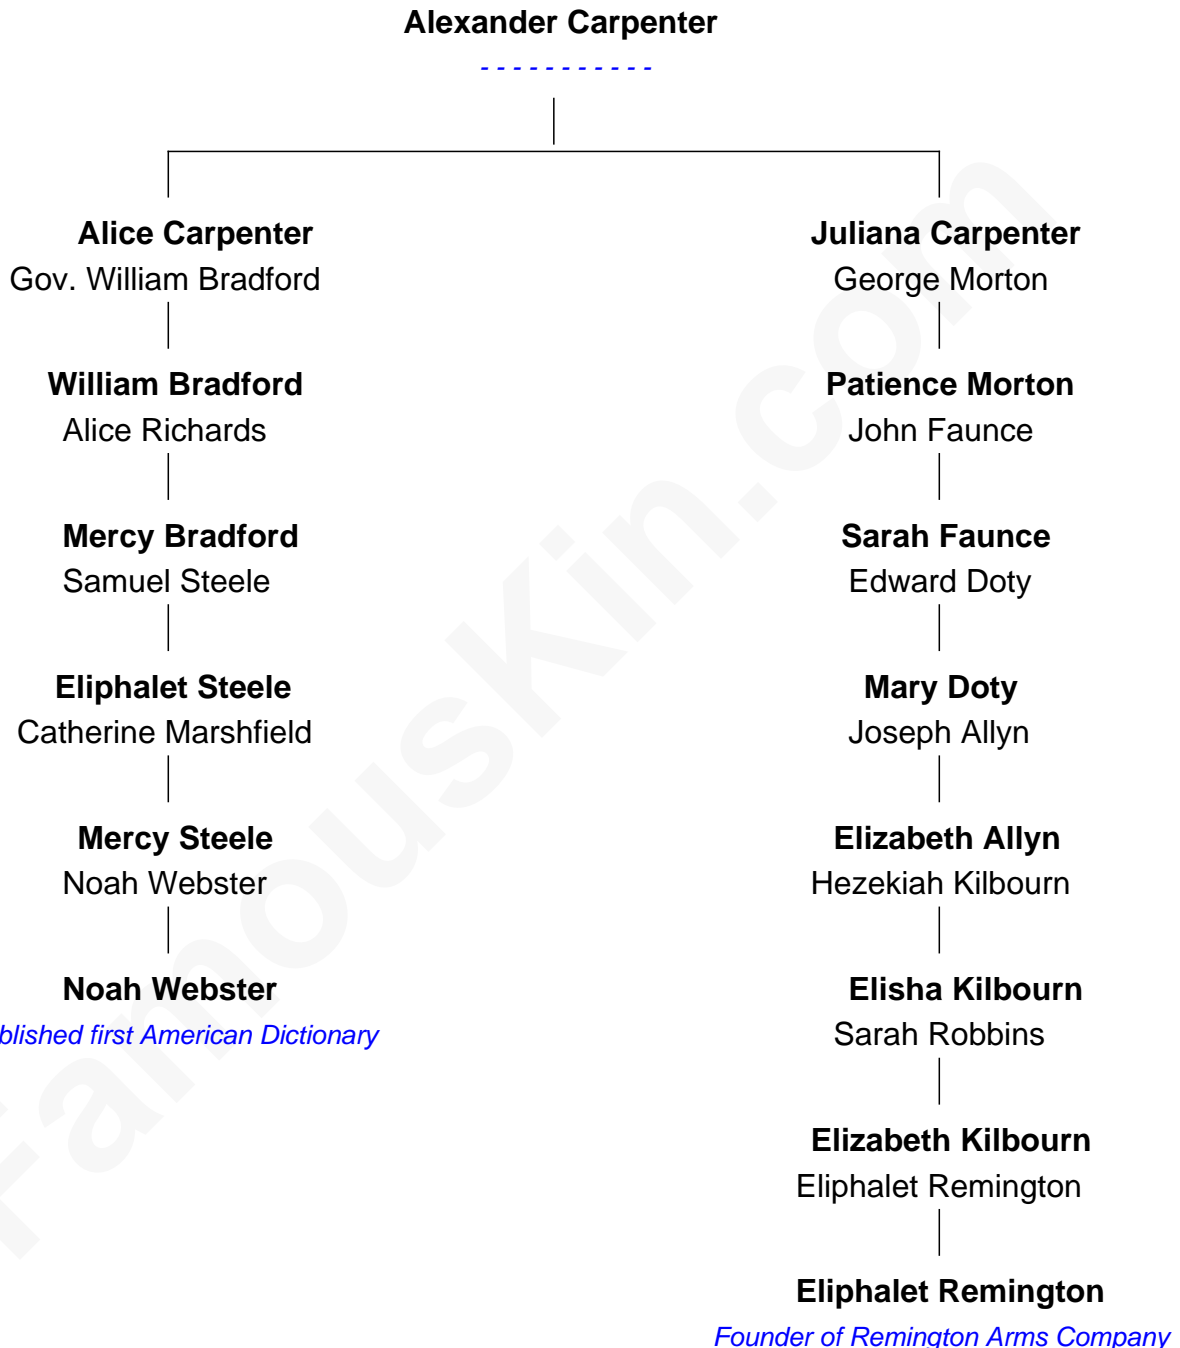 Alexander Carpenter
- - - - - - - - - - -
Alice Carpenter
Gov. William Bradford
William Bradford
Alice Richards
Mercy Bradford
Samuel Steele
Eliphalet Steele
Catherine Marshfield
Mercy Steele
Noah Webster
Noah Webster
blished first American Dictionary
Juliana Carpenter
George Morton
Patience Morton
John Faunce
Sarah Faunce
Edward Doty
Mary Doty
Joseph Allyn
Elizabeth Allyn
Hezekiah Kilbourn
Elisha Kilbourn
Sarah Robbins
Elizabeth Kilbourn
Eliphalet Remington
Eliphalet Remington
Founder of Remington Arms Company
FamousKin.com